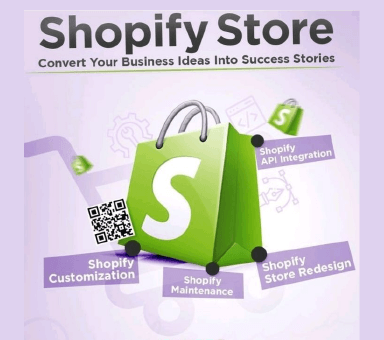 Shopify Store
Convert Your Business Ideas Into Success Stories
Shopify
API Integration
S
Shopify
Customization
Shopify
Maintenance
Shopify
Store Redesign